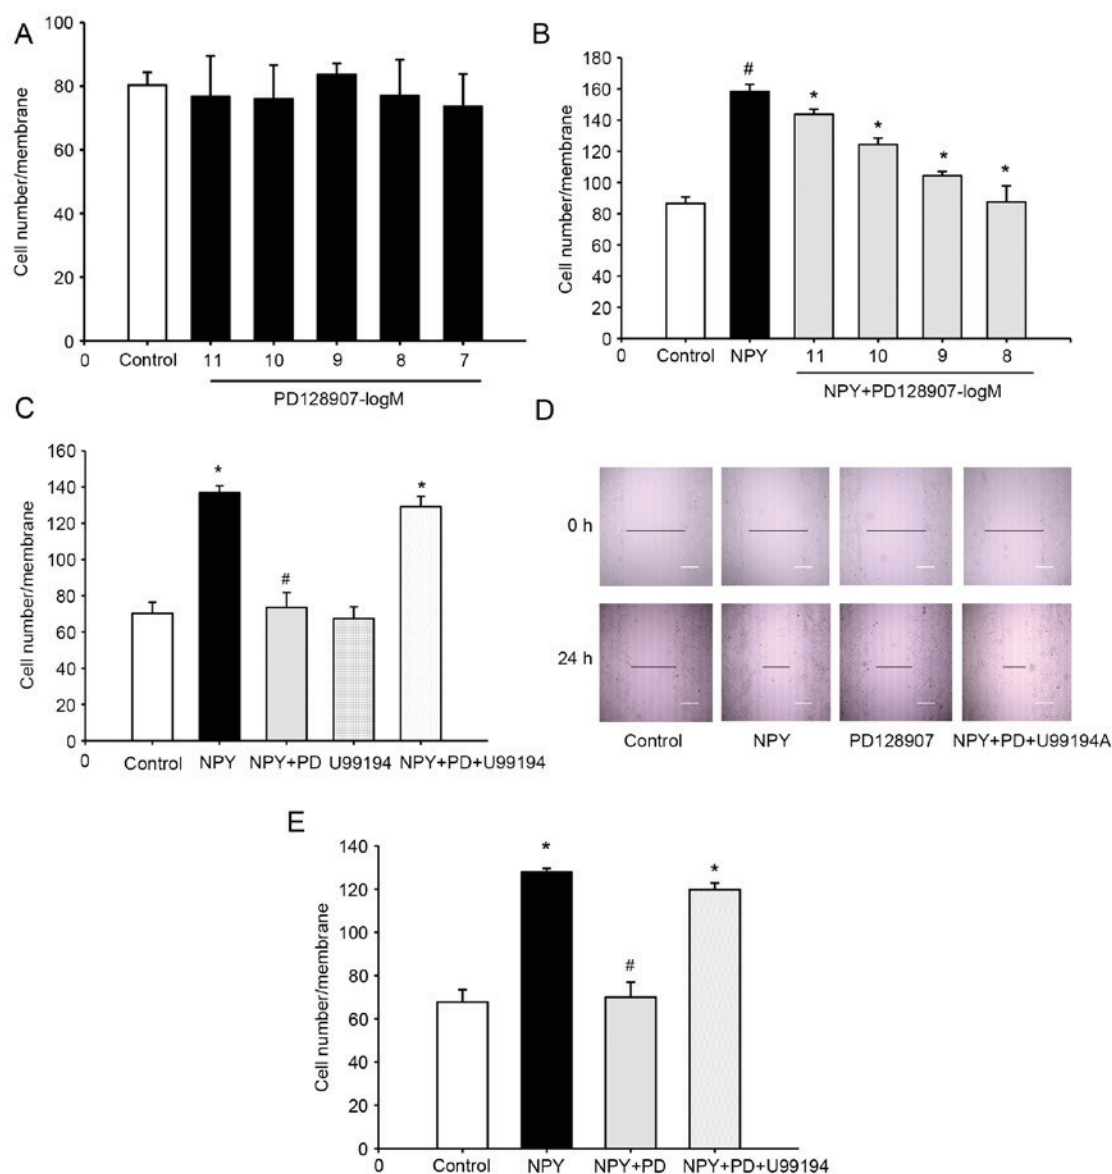 A
100
80
60
40
20
0
Cell number/membrane
0 Control 11 10 9 8 7
PD128907-logM
B
180
160
140
120
100
80
60
40
20
0
Cell number/membrane
#
*
*
*
*
0 Control NPY 11 10 9 8
NPY+PD128907-logM
C
160
140
120
100
80
60
40
20
0
Cell number/membrane
*
#
*
0 Control NPY NPY+PD U99194 NPY+PD+U99194
D
0 h
24 h
Control NPY PD128907 NPY+PD+U99194A
E
140
120
100
80
60
40
20
0
Cell number/membrane
*
#
*
0 Control NPY NPY+PD NPY+PD+U99194